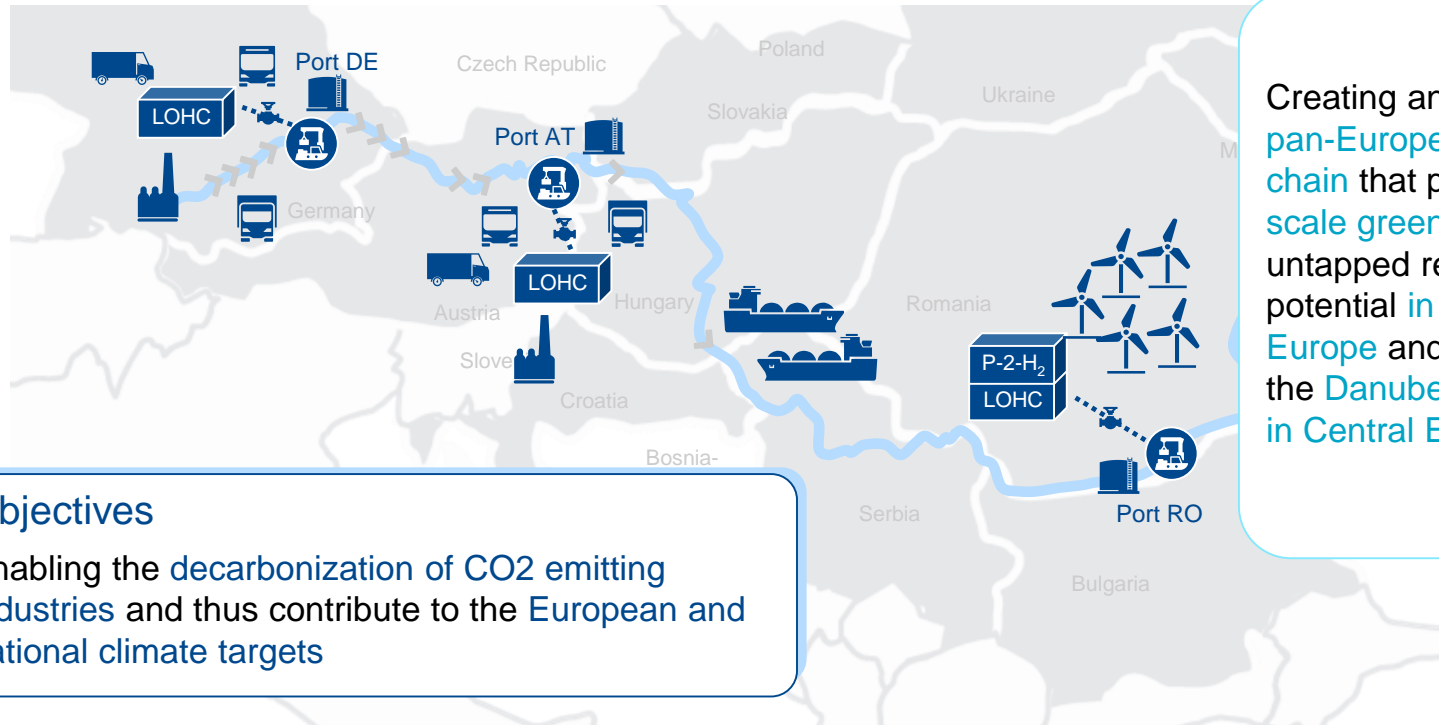 Poland
Port DE
Czech Republic
Ukraine
LOHC
Slovakia
Port AT
Germany
LOHC
Hungary
Austria
Romania
Slove
P-2-H₂
LOHC
Croatia
Bosnia-
Serbia
Port RO
Bulgaria
Creating an
pan-Europe
chain that p
scale green
untapped re
potential in
Europe and
the Danube
in Central E
bjectives
nabling the decarbonization of CO2 emitting
dustries and thus contribute to the European and
ational climate targets